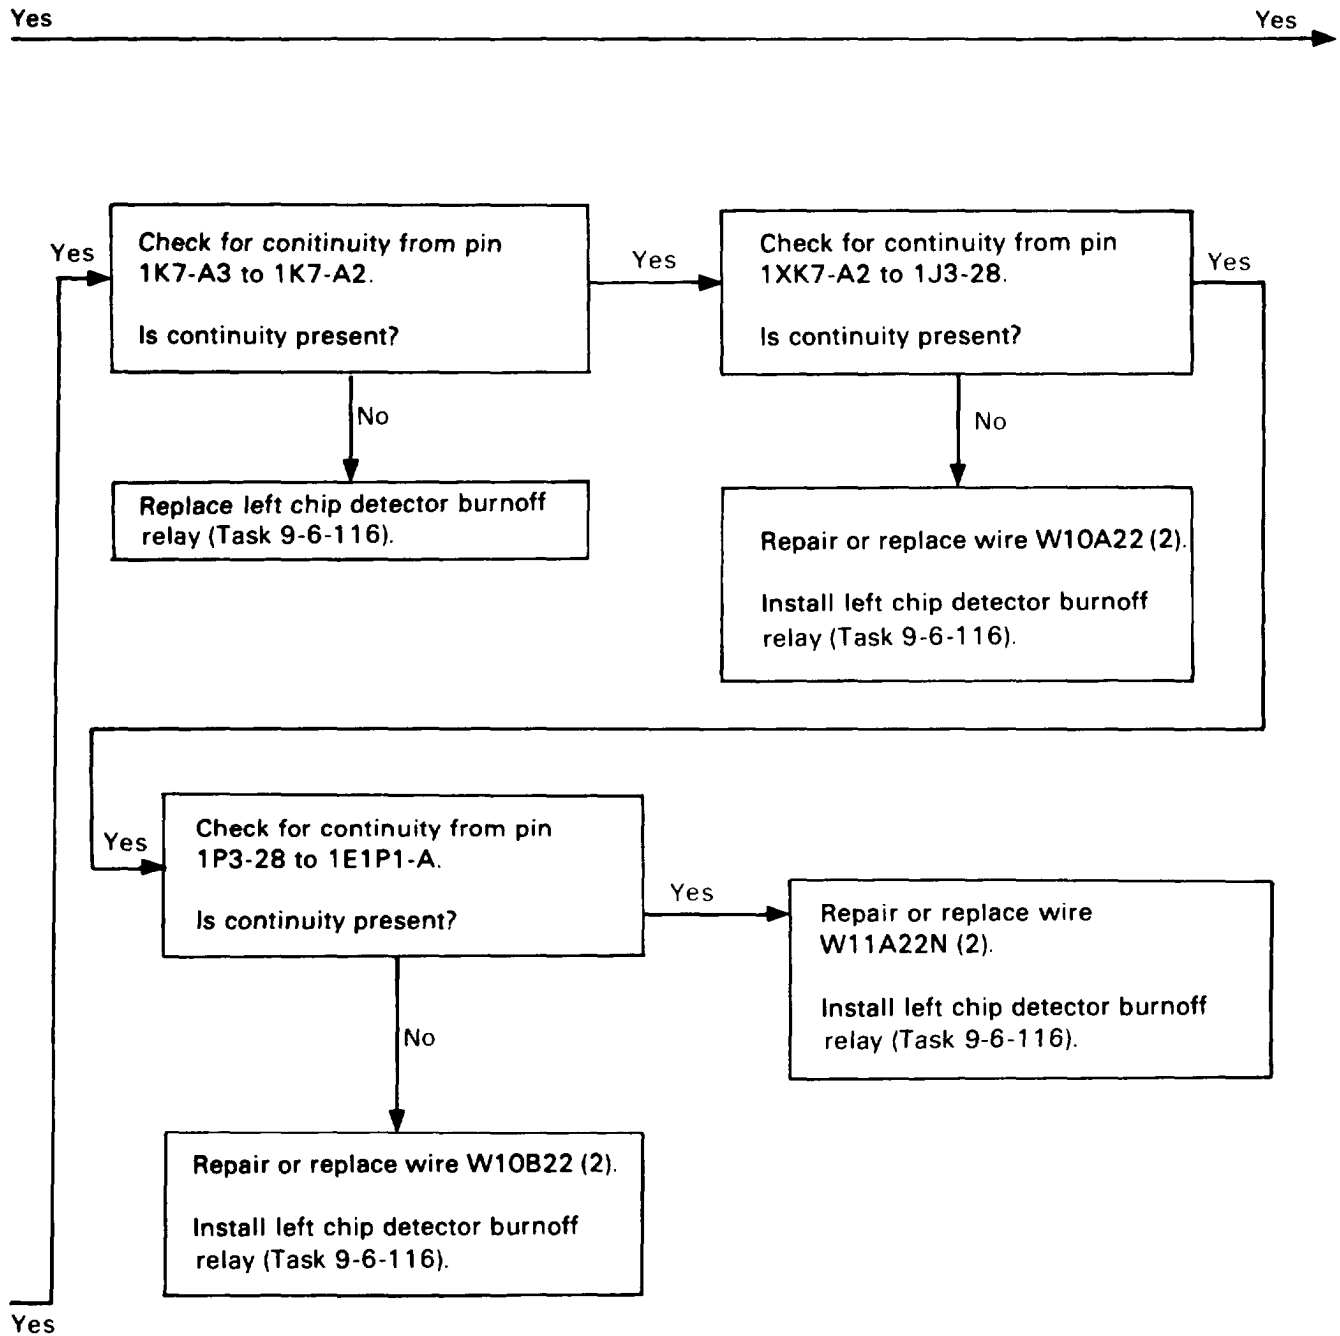 Yes
Yes
Yes
Check for conitinuity from pin
1K7-A3 to 1K7-A2.
Is continuity present?
Yes
Check for continuity from pin
1XK7-A2 to 1J3-28.
Is continuity present?
Yes
No
No
Replace left chip detector burnoff
relay (Task 9-6-116).
Repair or replace wire W10A22 (2).
Install left chip detector burnoff
relay (Task 9-6-116).
Yes
Check for continuity from pin
1P3-28 to 1E1P1-A.
Is continuity present?
Yes
Repair or replace wire
W11A22N (2).
Install left chip detector burnoff
relay (Task 9-6-116).
No
Repair or replace wire W10B22 (2).
Install left chip detector burnoff
relay (Task 9-6-116).
Yes